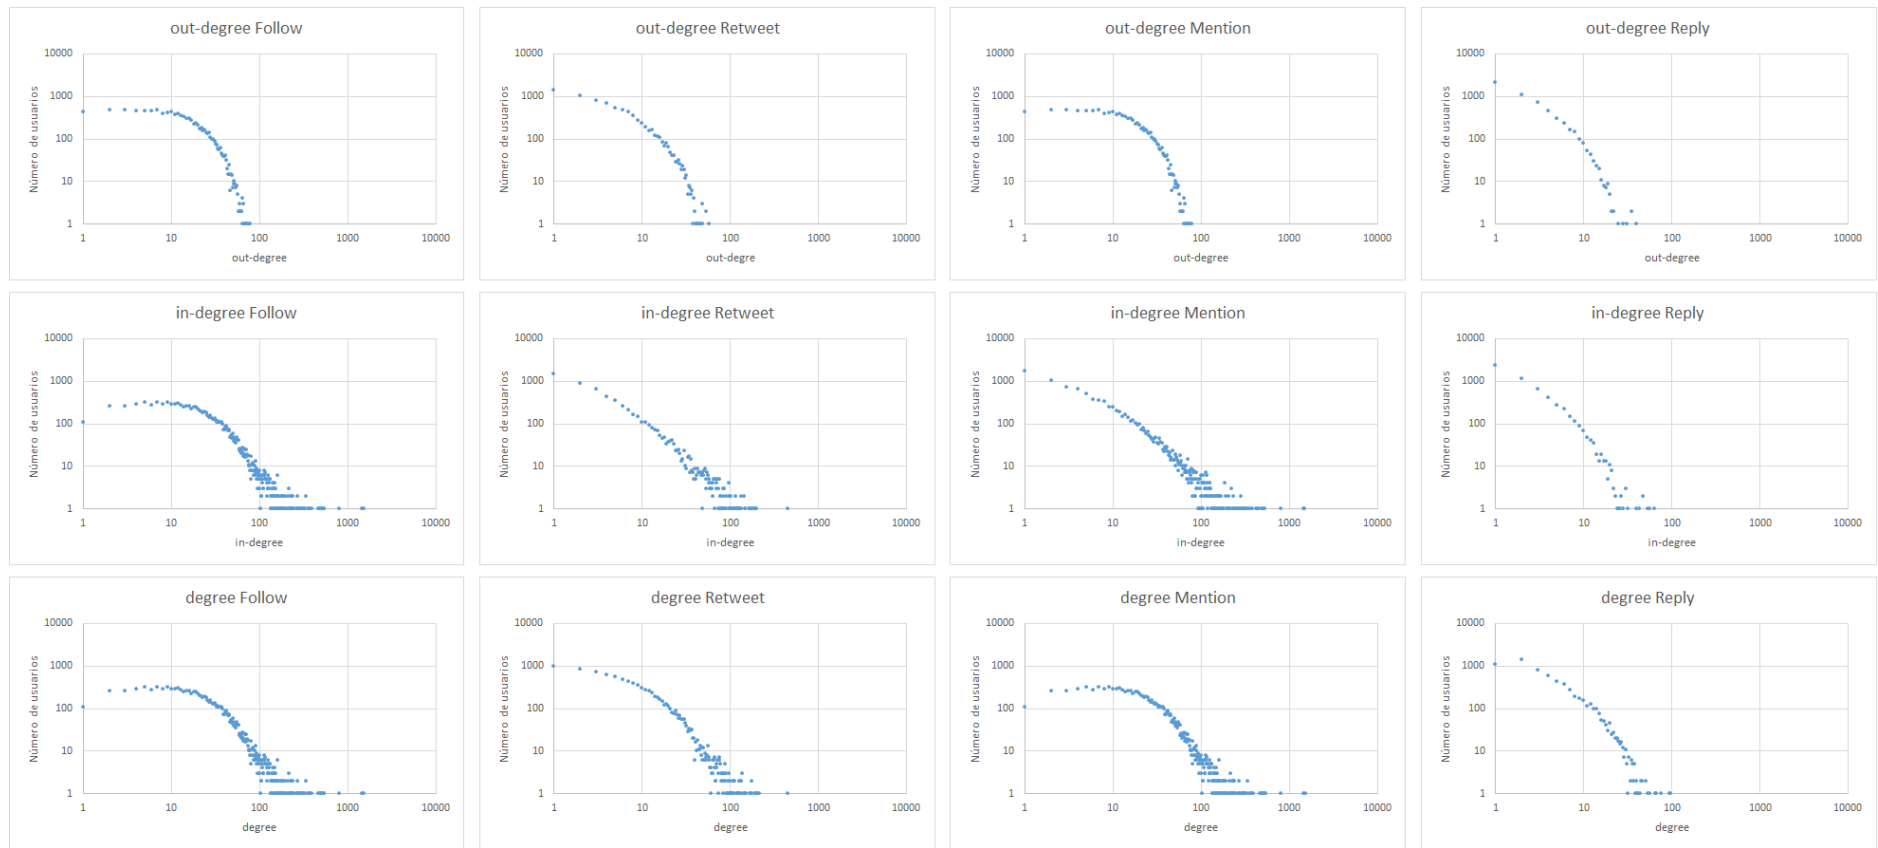 out-degree Follow
Número de usuarios
10000
1000
100
10
1
1 10 100 1000 10000
out-degree
out-degree Retweet
Número de usuarios
10000
1000
100
10
1
1 10 100 1000 10000
out-degre
out-degree Mention
Número de usuarios
10000
1000
100
10
1
1 10 100 1000 10000
out-degree
out-degree Reply
Número de usuarios
10000
1000
100
10
1
1 10 100 1000 10000
out-degree
in-degree Follow
Número de usuarios
10000
1000
100
10
1
1 10 100 1000 10000
in-degree
in-degree Retweet
Número de usuarios
10000
1000
100
10
1
1 10 100 1000 10000
in-degree
in-degree Mention
Número de usuarios
10000
1000
100
10
1
1 10 100 1000 10000
in-degree
in-degree Reply
Número de usuarios
10000
1000
100
10
1
1 10 100 1000 10000
in-degree
degree Follow
Número de usuarios
10000
1000
100
10
1
1 10 100 1000 10000
degree
degree Retweet
Número de usuarios
10000
1000
100
10
1
1 10 100 1000 10000
degree
degree Mention
Número de usuarios
10000
1000
100
10
1
1 10 100 1000 10000
degree
degree Reply
Número de usuarios
10000
1000
100
10
1
1 10 100 1000 10000
degree